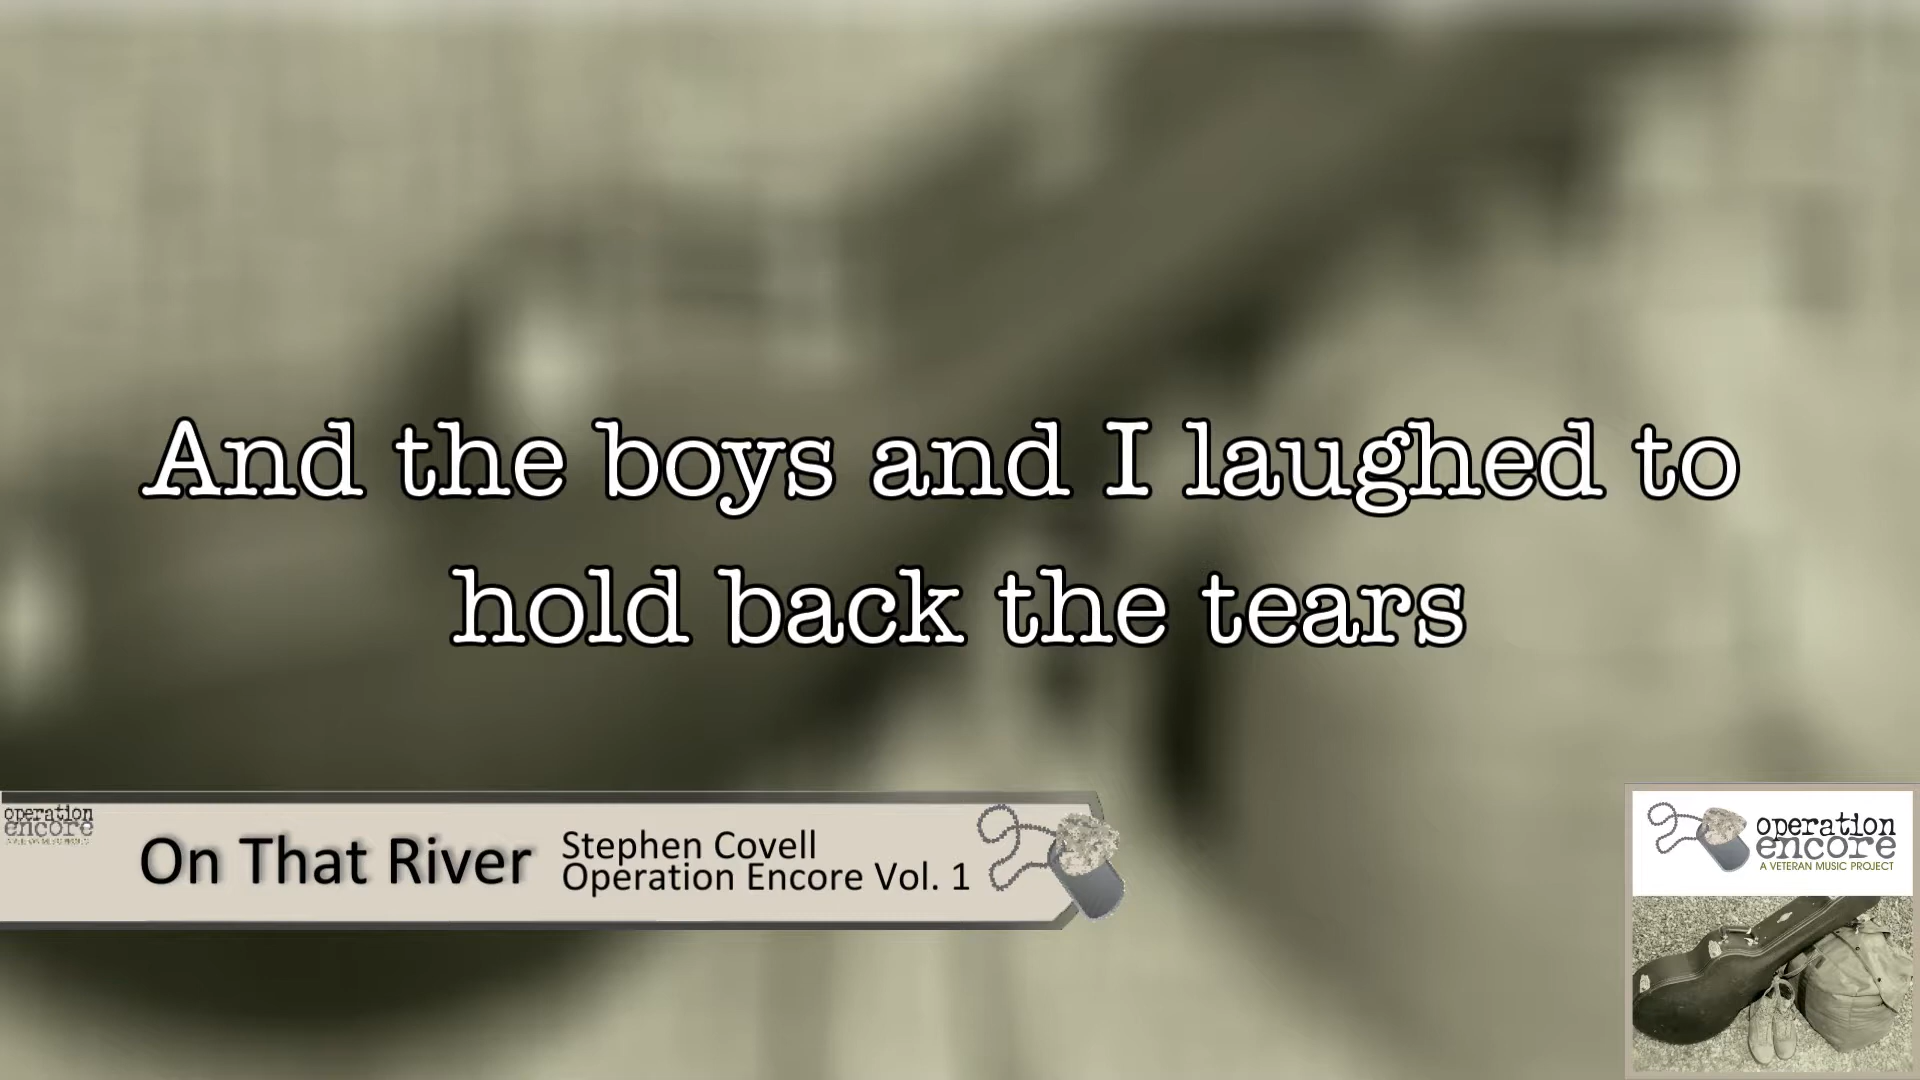 And the boys and I laughed to
hold back the tears
operation
encore
On That River
Stephen Covell
Operation Encore Vol. 1
operation
encore
A VETERAN MUSIC PROJECT